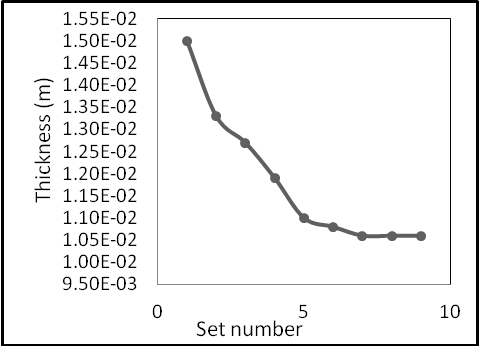 1.55E-02
1.50E-02
1.45E-02
1.40E-02
1.35E-02
1.30E-02
1.25E-02
1.20E-02
1.15E-02
1.10E-02
1.05E-02
1.00E-02
9.50E-03
Thickness (m)
0 5 10
Set number